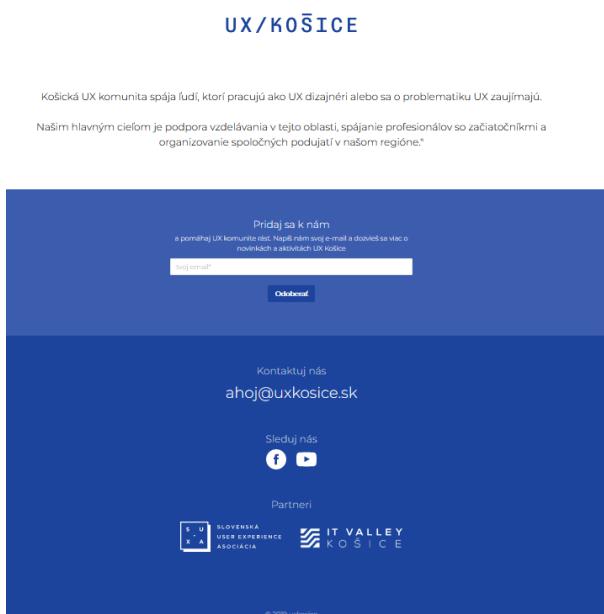 UX/KOŠICE
Košická UX komunita spája ľudí, ktorí pracujú ako UX dizajnéri alebo sa o problematiku UX zaujímajú.
Našim hlavným cieľom je podpora vzdelávania v tejto oblasti, spájanie profesionálov so začiatočníkmi a
organizovanie spoločných podujatí v našom regióne."
Pridaj sa k nám
a pomáhaj UX komunite rásť. Napíš nám svoj e-mail a dozvieš sa viac o
novinkách a aktivitách UX Košice
Svoj email*
Odoberať
Kontaktuj nás
ahoj@uxkosice.sk
Sleduj nás
Partneri
S U
X A
SLOVENSKÁ
USER EXPERIENCE
ASOCIÁCIA
IT VALLEY
KOŠICE
© 2019 uxkosice